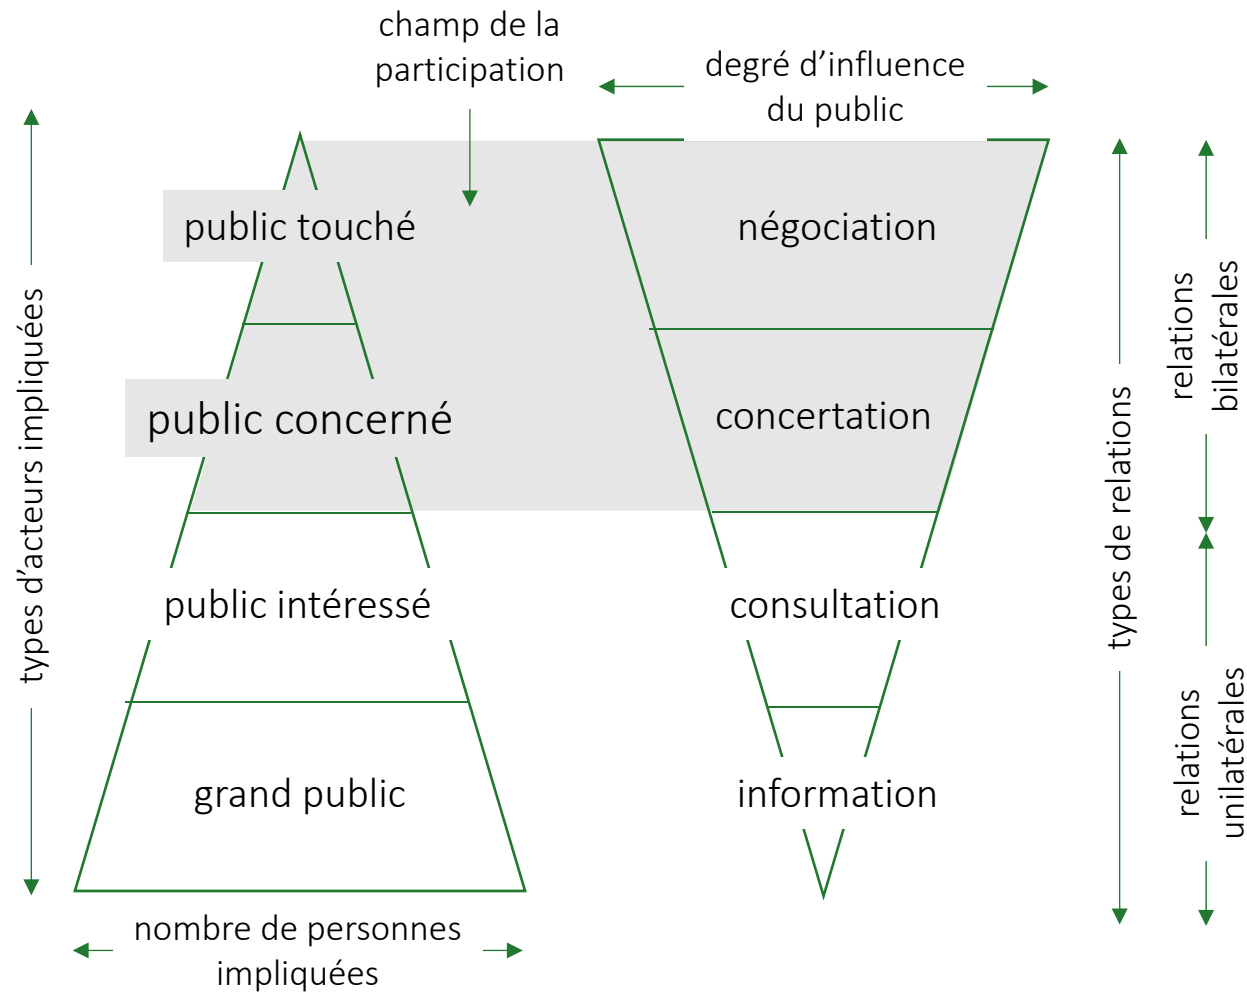 champ de la
participation
degré d’influence
du public
public touché
négociation
public concerné
concertation
public intéressé
consultation
grand public
information
types d’acteurs impliquées
types de relations
relations
bilatérales
relations
unilatérales
nombre de personnes
impliquées